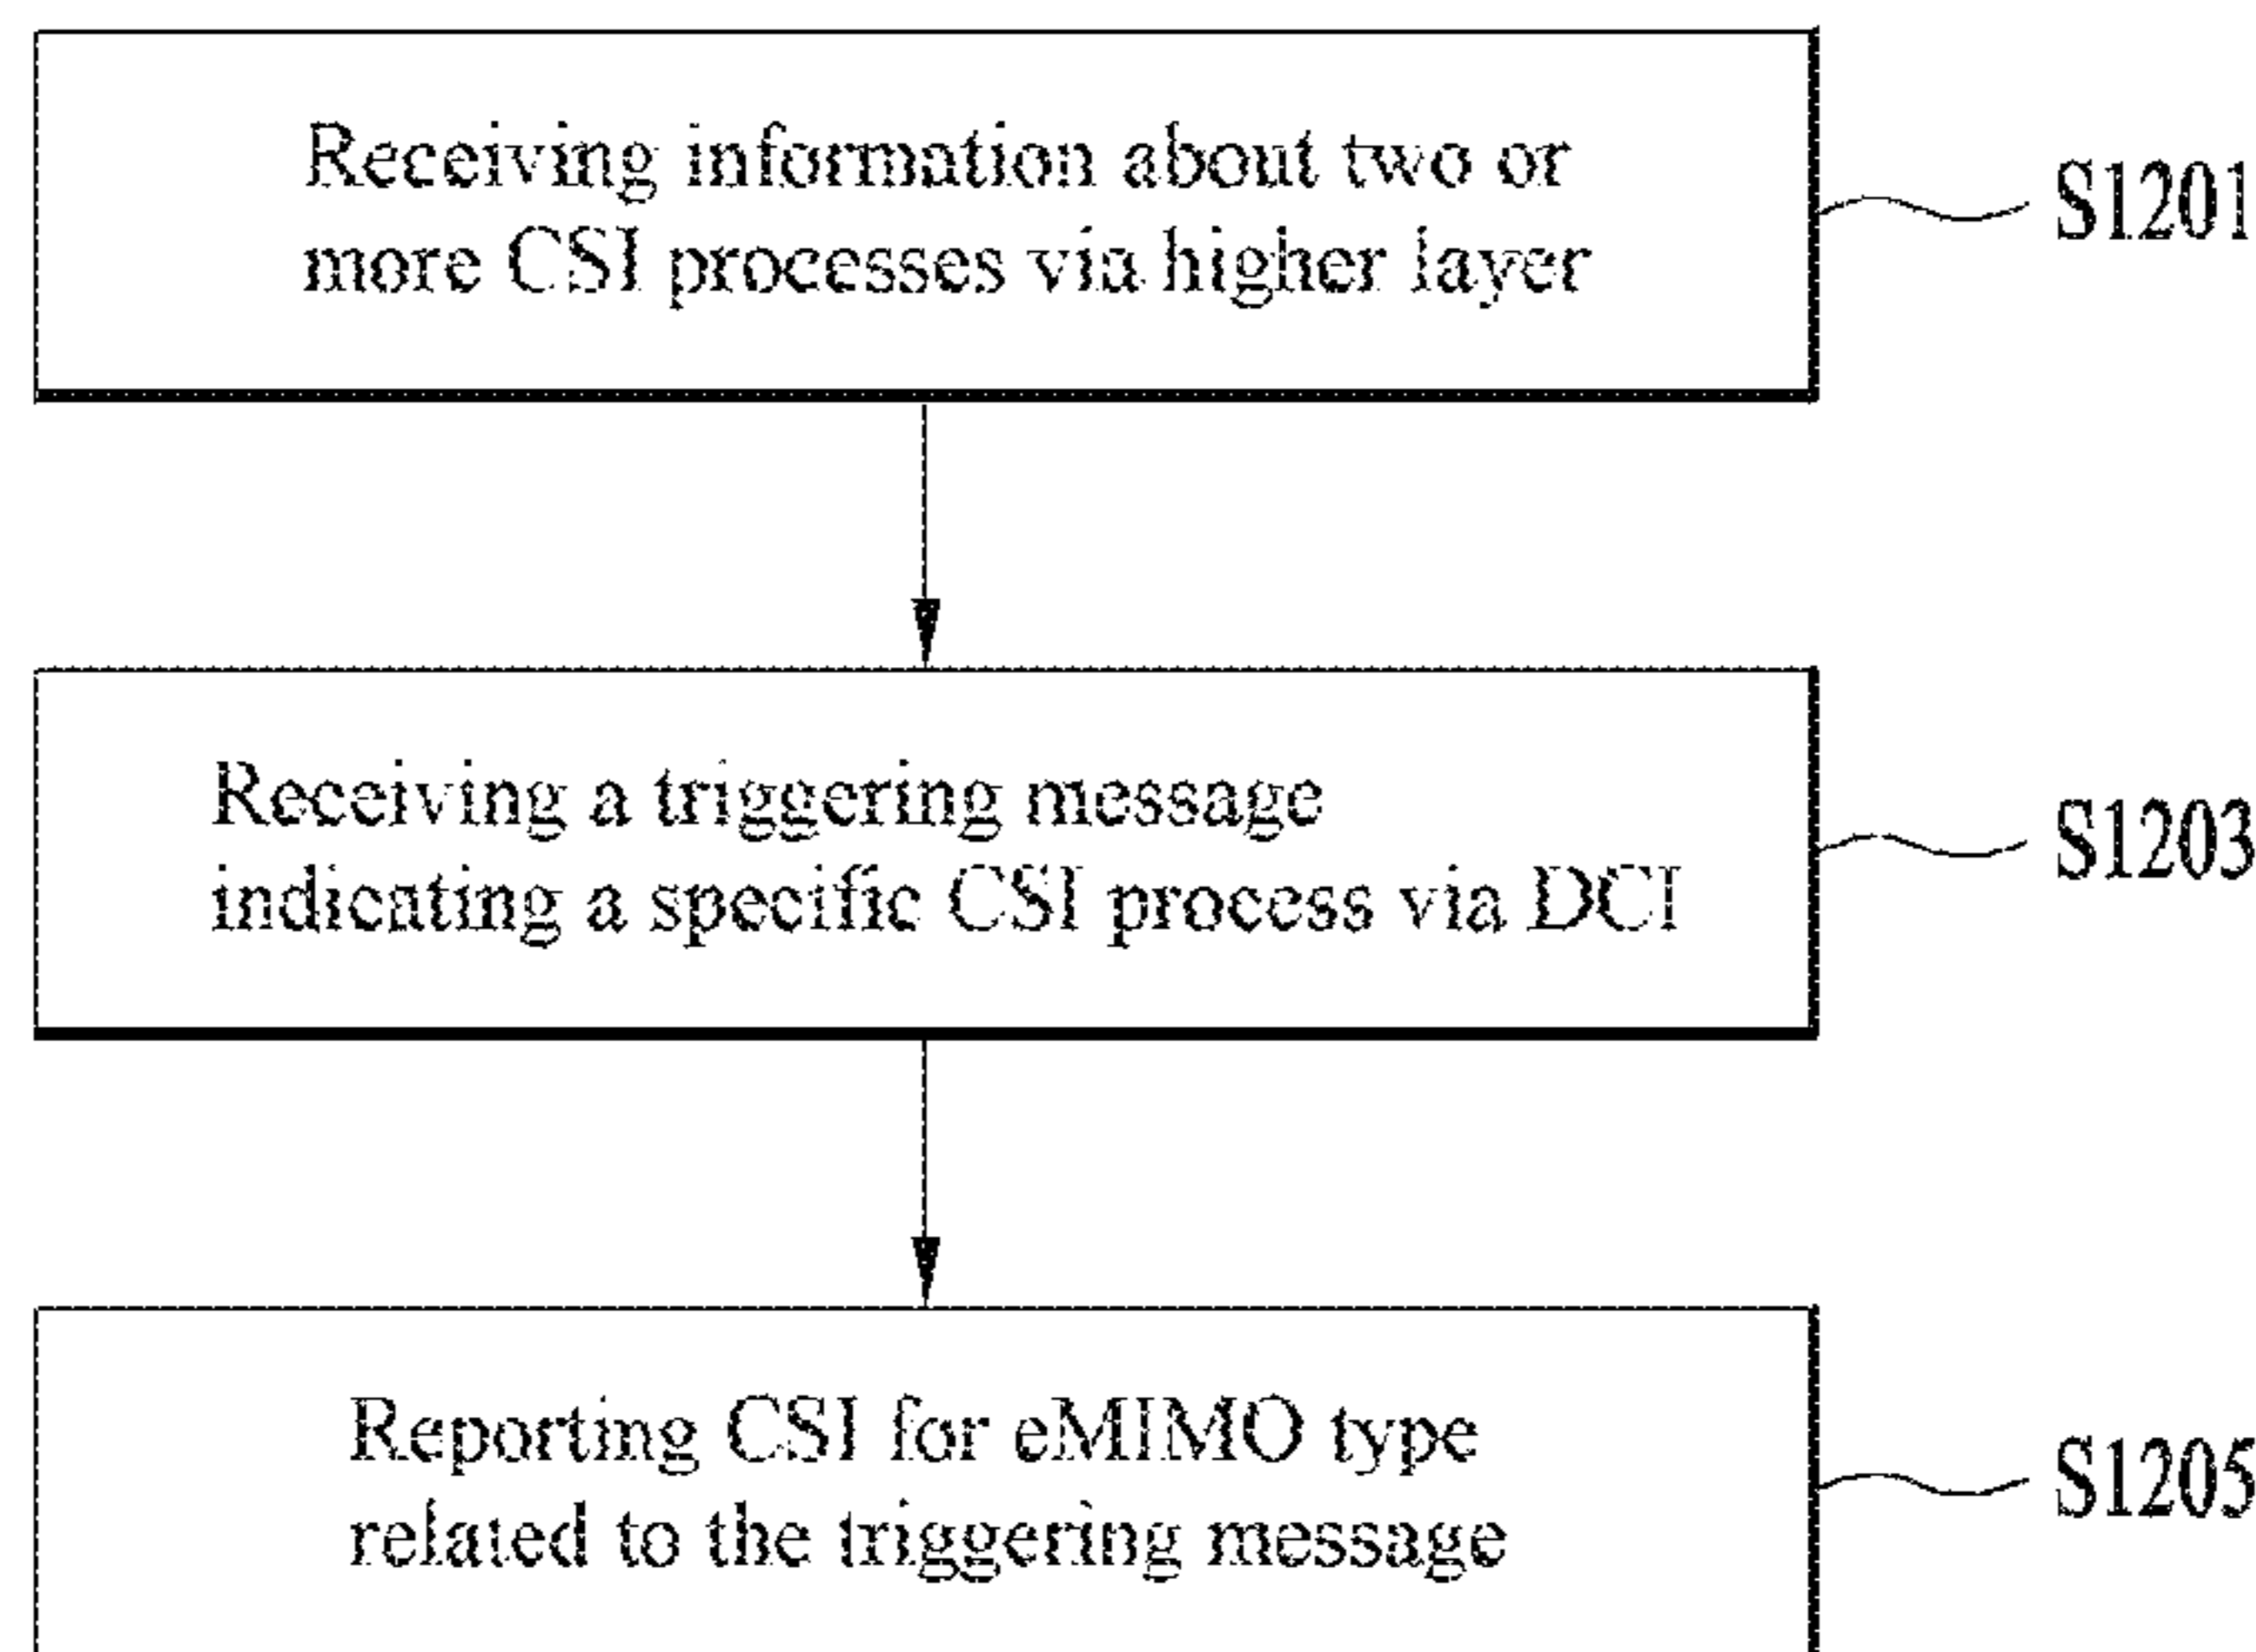 Receiving information about two or
more CSI processes via higher layer
S1201
Receiving a triggering message
indicating a specific CSI process via DCI
S1203
Reporting CSI for eMIMO type
related to the triggering message
S1205